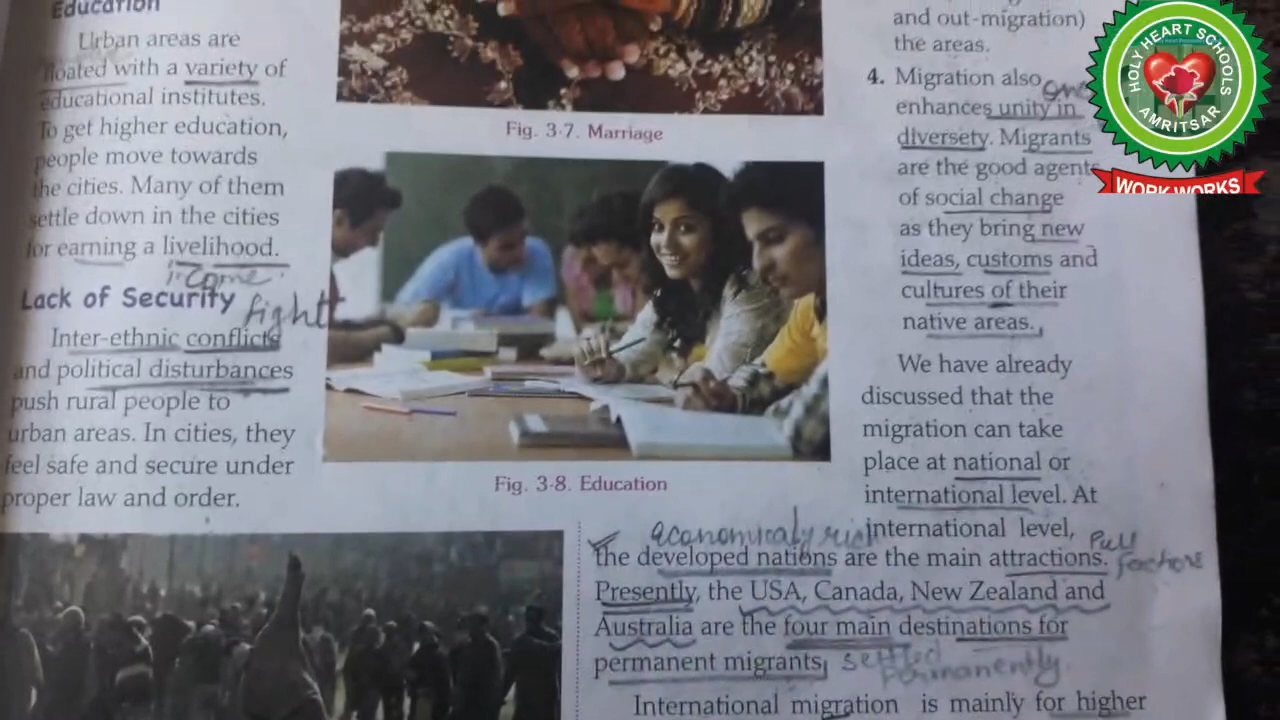 Education
Urban areas are
floated with a variety of
educational institutes.
To get higher education,
people move towards
the cities. Many of them
settle down in the cities
for earning a livelihood.
income
Lack of Security
fight
Inter-ethnic conflicts
and political disturbances
push rural people to
urban areas. In cities, they
feel safe and secure under
proper law and order.
Fig. 3-7. Marriage
Fig. 3-8. Education
and out-migration)
the areas.
4. Migration also
one
enhances unity in
diversety. Migrants
are the good agents
of social change
as they bring new
ideas, customs and
cultures of their
native areas.
We have already
discussed that the
migration can take
place at national or
international level. At
international level,
economicaly rich
the developed nations are the main attractions.
Pull
Factors
Presently, the USA, Canada, New Zealand and
Australia are the four main destinations for
permanent migrants,
settled
permanently
International migration is mainly for higher
HOLY HEART SCHOOLS
AMRITSAR
WORK WORKS